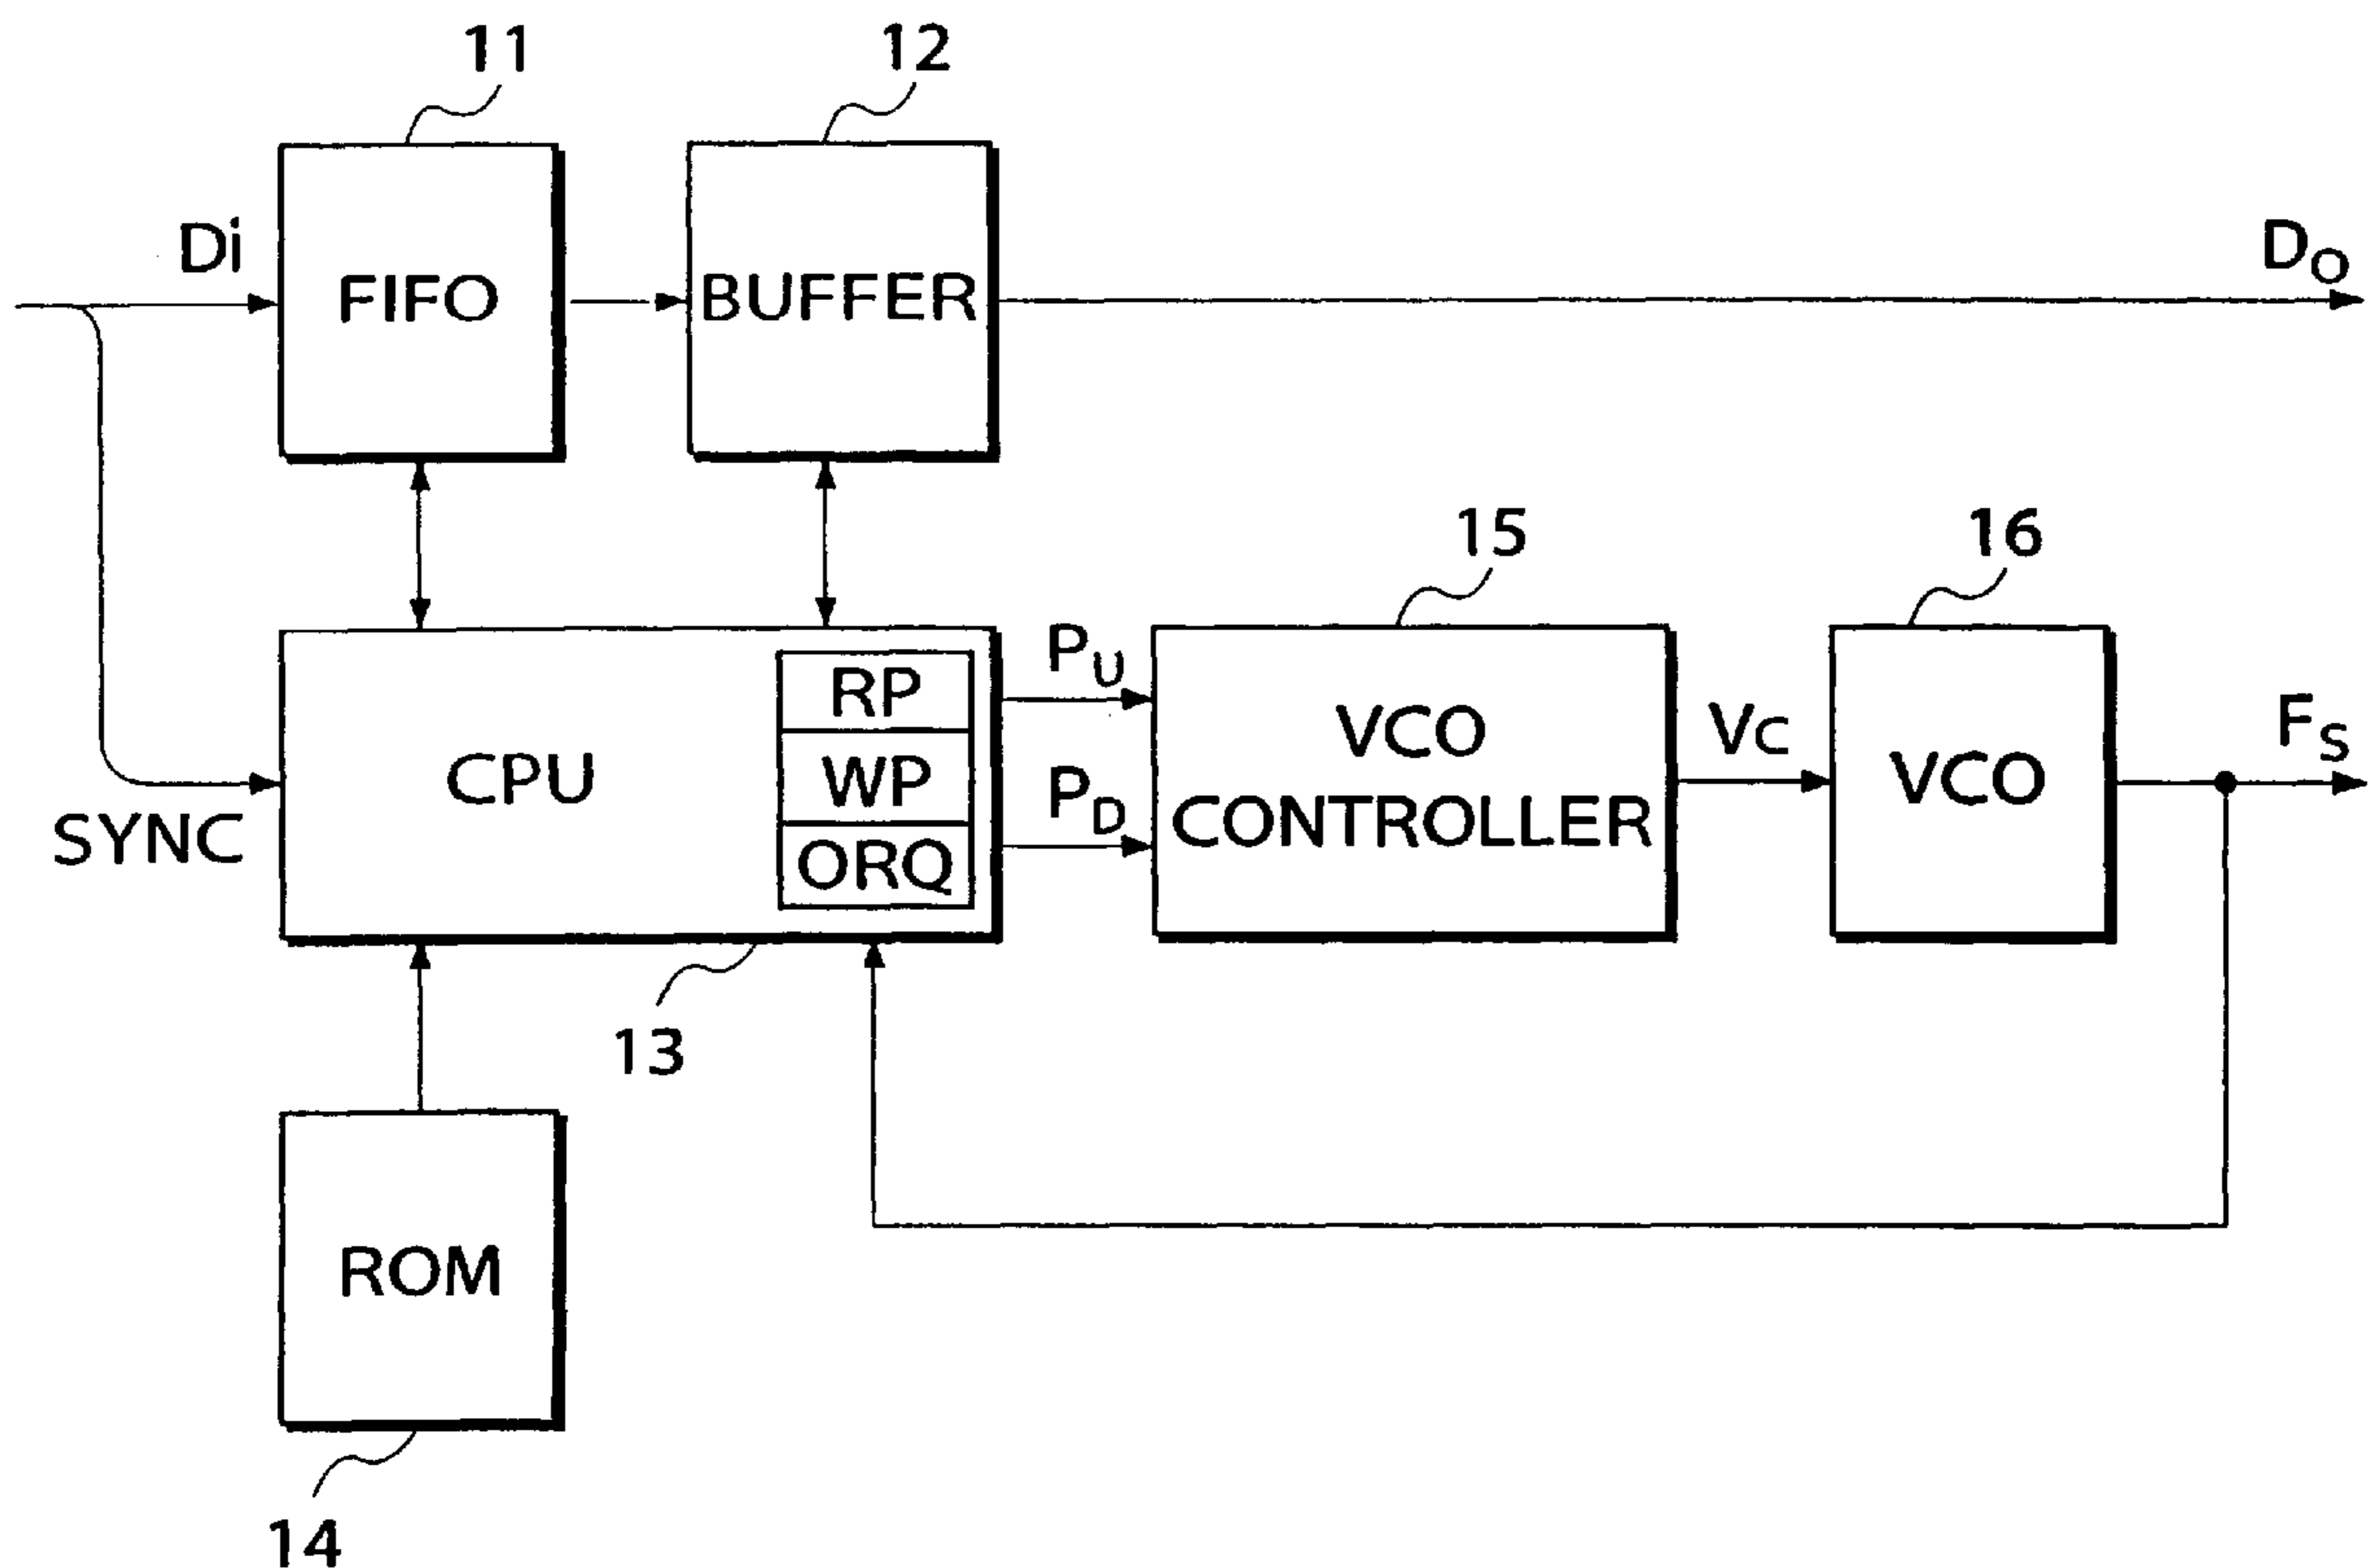 11
12
Di
FIFO
BUFFER
Do
15
16
SYNC
CPU
RP
WP
ORQ
PU
PD
VCO
CONTROLLER
Vc
VCO
FS
13
ROM
14